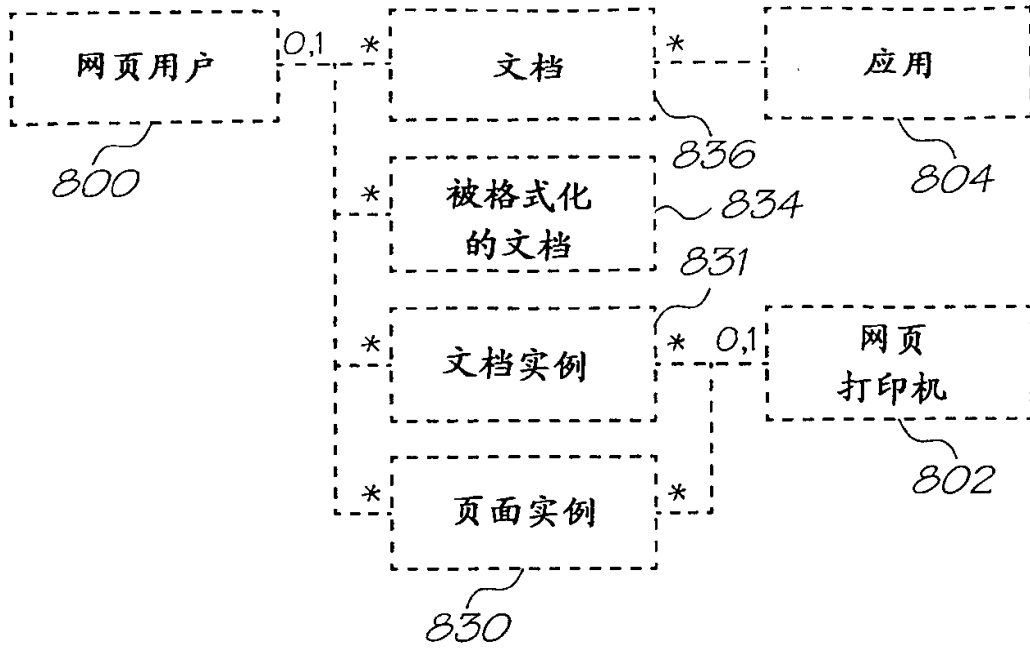 网页用户
0,1
*
文档
*
应用
800
836
804
*
被格式化
的文档
834
831
*
文档实例
*
0,1
网页
打印机
802
*
页面实例
*
830